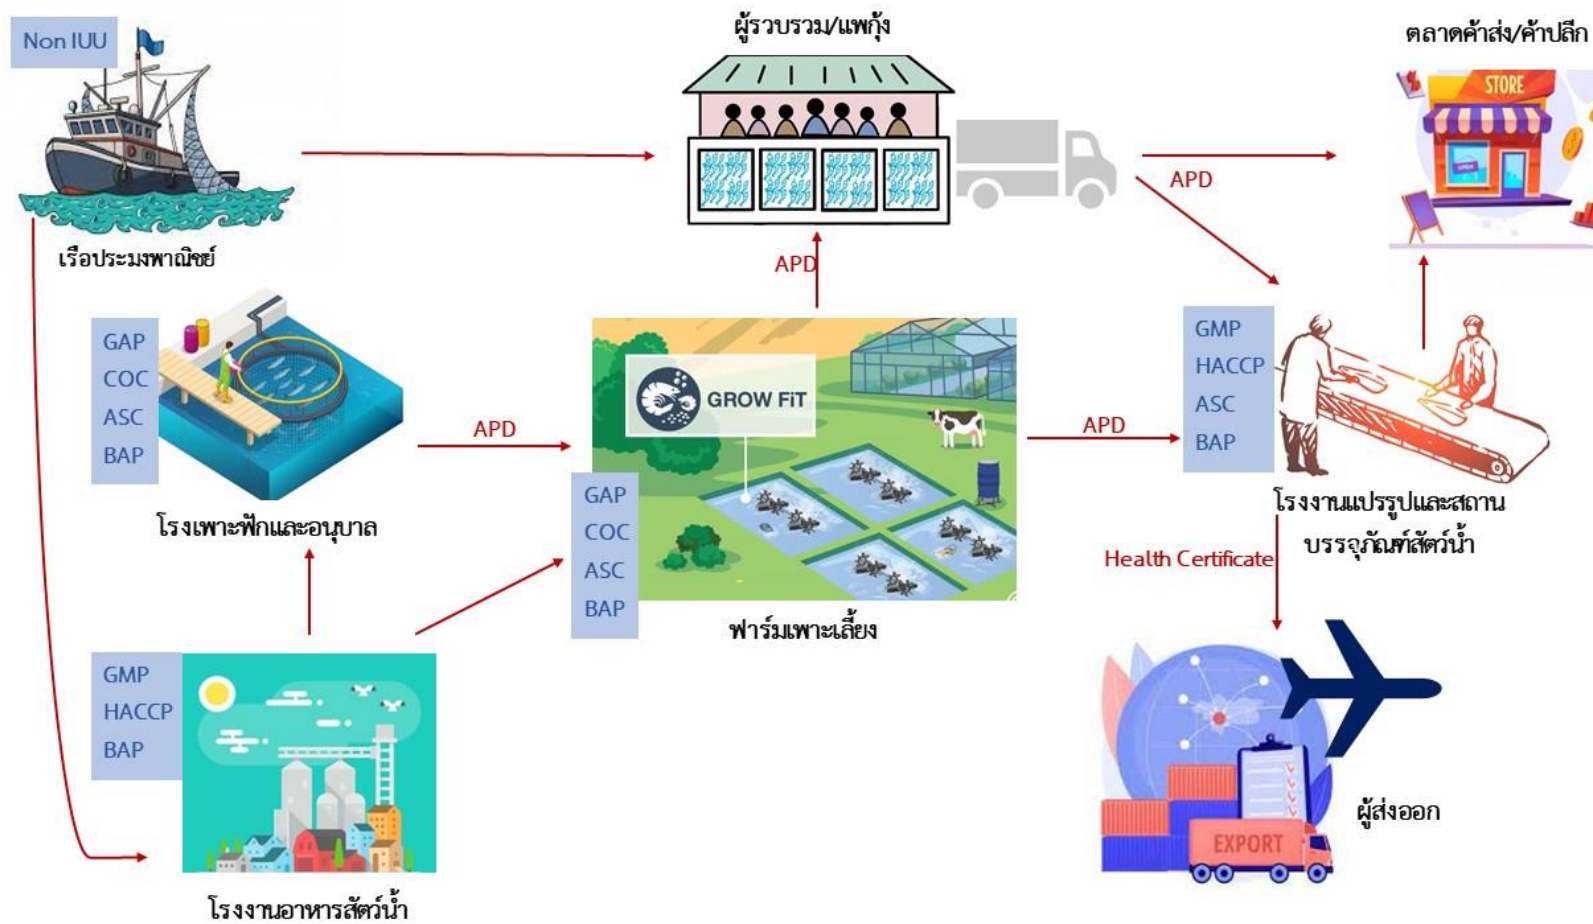 Non IUU
เรือประมงพาณิชย์
ผู้รวบรวม/แพกุ้ง
APD
ตลาดค้าส่ง/ค้าปลีก
STORE
OPEN
APD
GAP
COC
ASC
BAP
โรงเพาะฟักและอนุบาล
APD
GROW FiT
GAP
COC
ASC
BAP
ฟาร์มเพาะเลี้ยง
APD
GMP
HACCP
ASC
BAP
โรงงานแปรรูปและสถาน
บรรจุภัณฑ์สัตว์น้ำ
Health Certificate
GMP
HACCP
BAP
โรงงานอาหารสัตว์น้ำ
EXPORT
ผู้ส่งออก